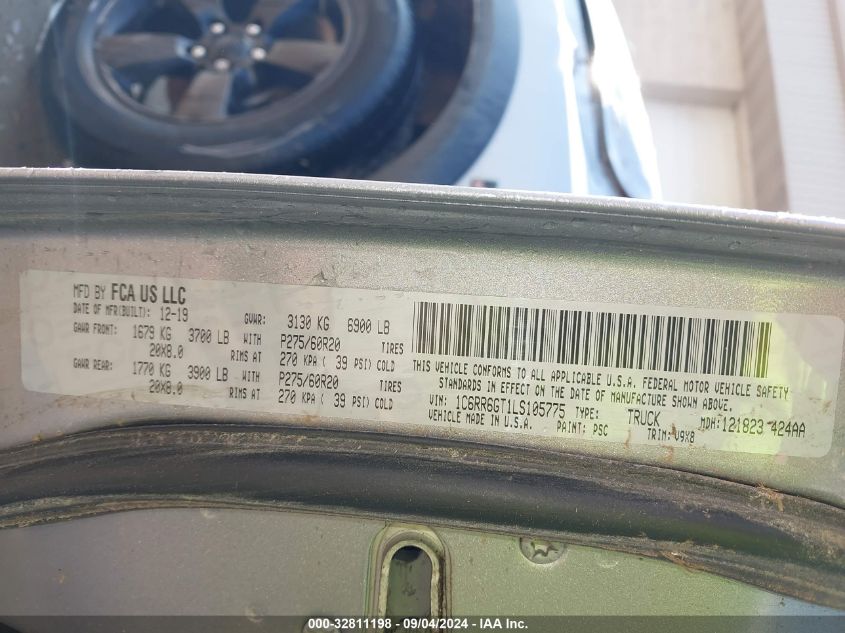 MFD BY FCA US LLC
DATE OF MFR(BUILT): 12-19 GVWR: 3130 KG 6900 LB
GAWR FRONT: 1679 KG 3700 LB WITH P275/60R20 TIRES
20X8.0 RIMS AT 270 KPA ( 39 PSI) COLD
GAWR REAR: 1770 KG 3900 LB WITH P275/60R20 TIRES
20X8.0 RIMS AT 270 KPA ( 39 PSI) COLD
THIS VEHICLE CONFORMS TO ALL APPLICABLE U.S.A. FEDERAL MOTOR VEHICLE SAFETY
STANDARDS IN EFFECT ON THE DATE OF MANUFACTURE SHOWN ABOVE.
VIN: 1C6RR6GT1LS105775 TYPE: TRUCK MDH: 121823 424AA
VEHICLE MADE IN U.S.A. PAINT: PSC TRIM: V9X8
000-32811198 - 09/04/2024 - IAA Inc.